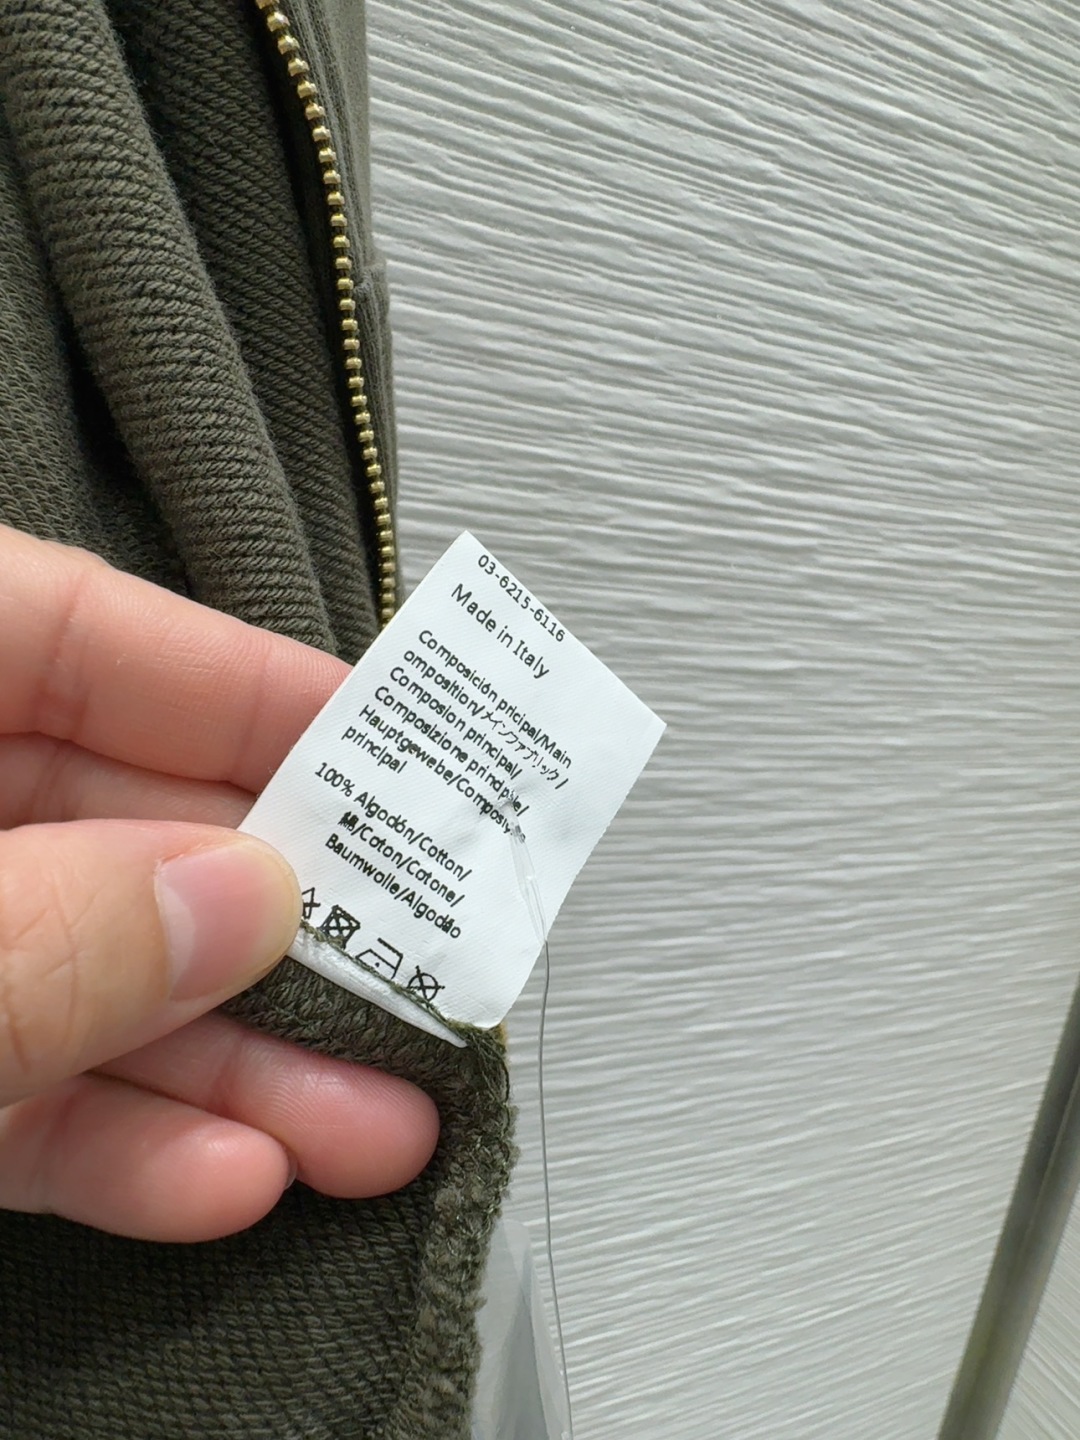 03-6215-6116
Made in Italy
Composición pricipal/Main
omposition/メインファブリック/
Composion principal/
Composizione principale/
Hauptgewebe/Composiy
principal
100% Algodón/Cotton/
綿/Coton/Cotone/
Baumwolle/Algodão